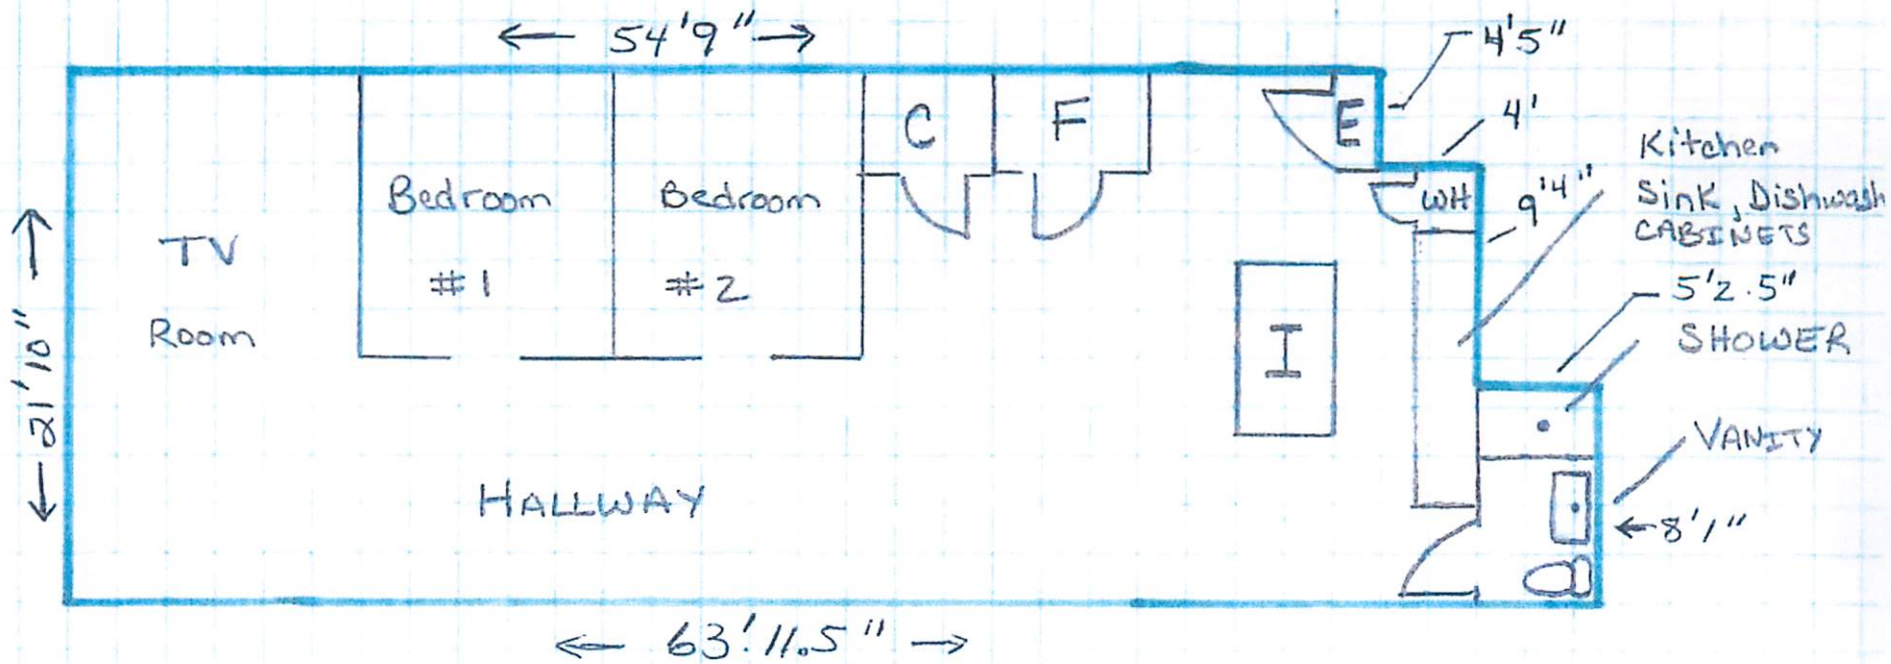 54'9"
4'5"
4'
Kitchen
Sink, Dishwash
CABINETS
9'4"
5'2.5"
SHOWER
VANITY
8'1"
C
F
E
WH
Bedroom
#1
Bedroom
#2
TV
Room
I
21'10"
HALLWAY
63'11.5"